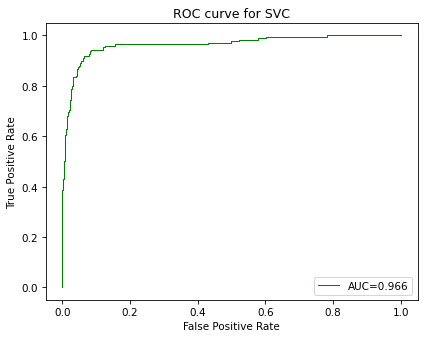 ROC curve for SVC
1.0
0.8
0.6
0.4
0.2
0.0
True Positive Rate
AUC=0.966
0.0 0.2 0.4 0.6 0.8 1.0
False Positive Rate